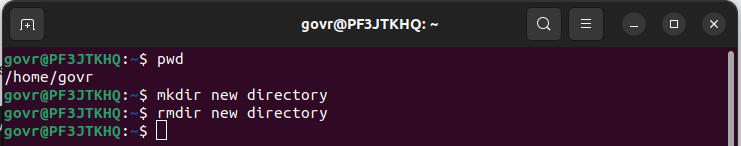 govr@PF3JTKHQ: ~
govr@PF3JTKHQ:~$ pwd
/home/govr
govr@PF3JTKHQ:~$ mkdir new directory
govr@PF3JTKHQ:~$ rmdir new directory
govr@PF3JTKHQ:~$